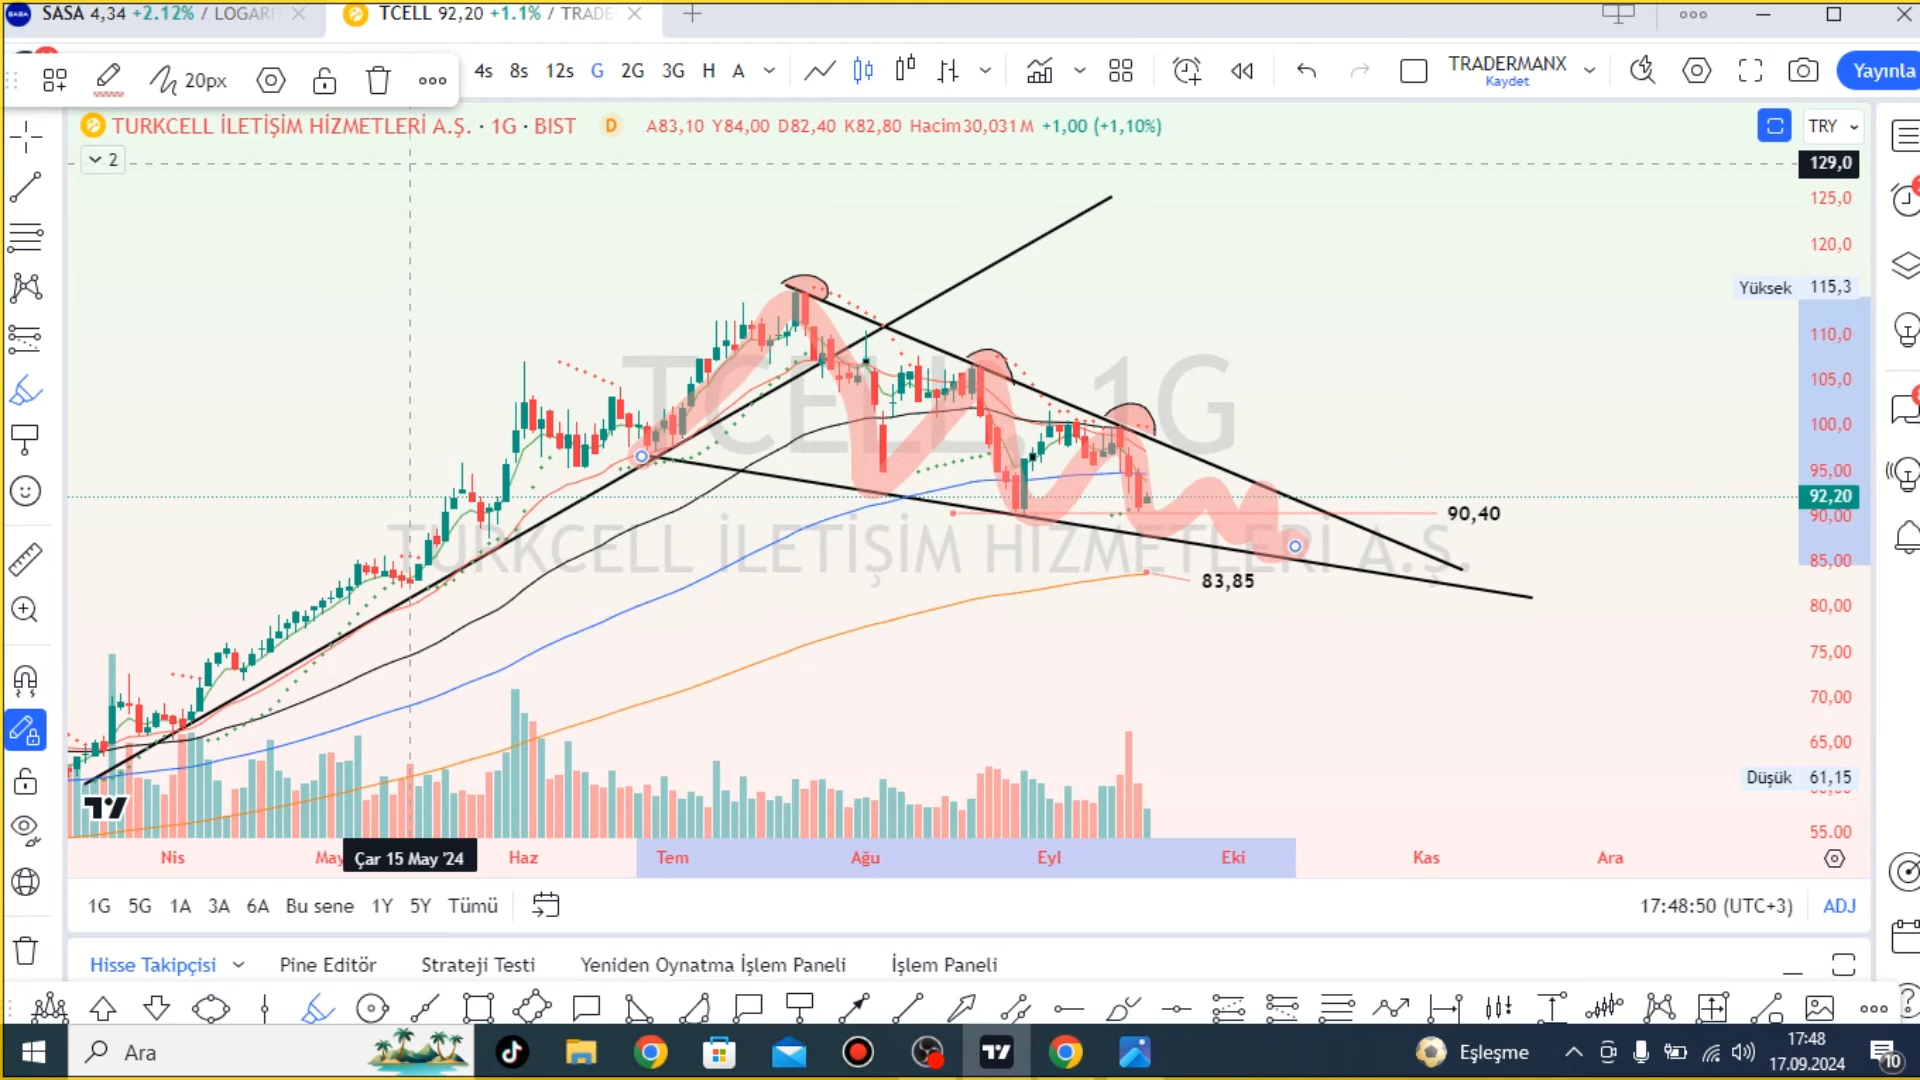 SASA 4,34 +2.12% / LOGARIT
TCELL 92,20 +1.1% / TRADE
20px
4s 8s 12s G 2G 3G H A
TRADERMANX
Kaydet
Yayınla
TURKCELL İLETİŞİM HİZMETLERİ A.Ş. · 1G · BIST D A83,10 Y84,00 D82,40 K82,80 Hacim30,031M +1,00 (+1,10%)
TRY
2
129,0
125,0
120,0
Yüksek 115,3
110,0
105,0
100,0
95,00
92,20
90,00
85,00
80,00
75,00
70,00
65,00
Düşük 61,15
55.00
TCELL, 1G
TURKCELL İLETİŞİM HİZMETLERİ A.Ş.
90,40
83,85
Nis May Çar 15 May '24 Haz Tem Ağu Eyl Eki Kas Ara
1G 5G 1A 3A 6A Bu sene 1Y 5Y Tümü
17:48:50 (UTC+3) ADJ
Hisse Takipçisi Pine Editör Strateji Testi Yeniden Oynatma İşlem Paneli İşlem Paneli
Ara
Eşleşme
17:48
17.09.2024
10